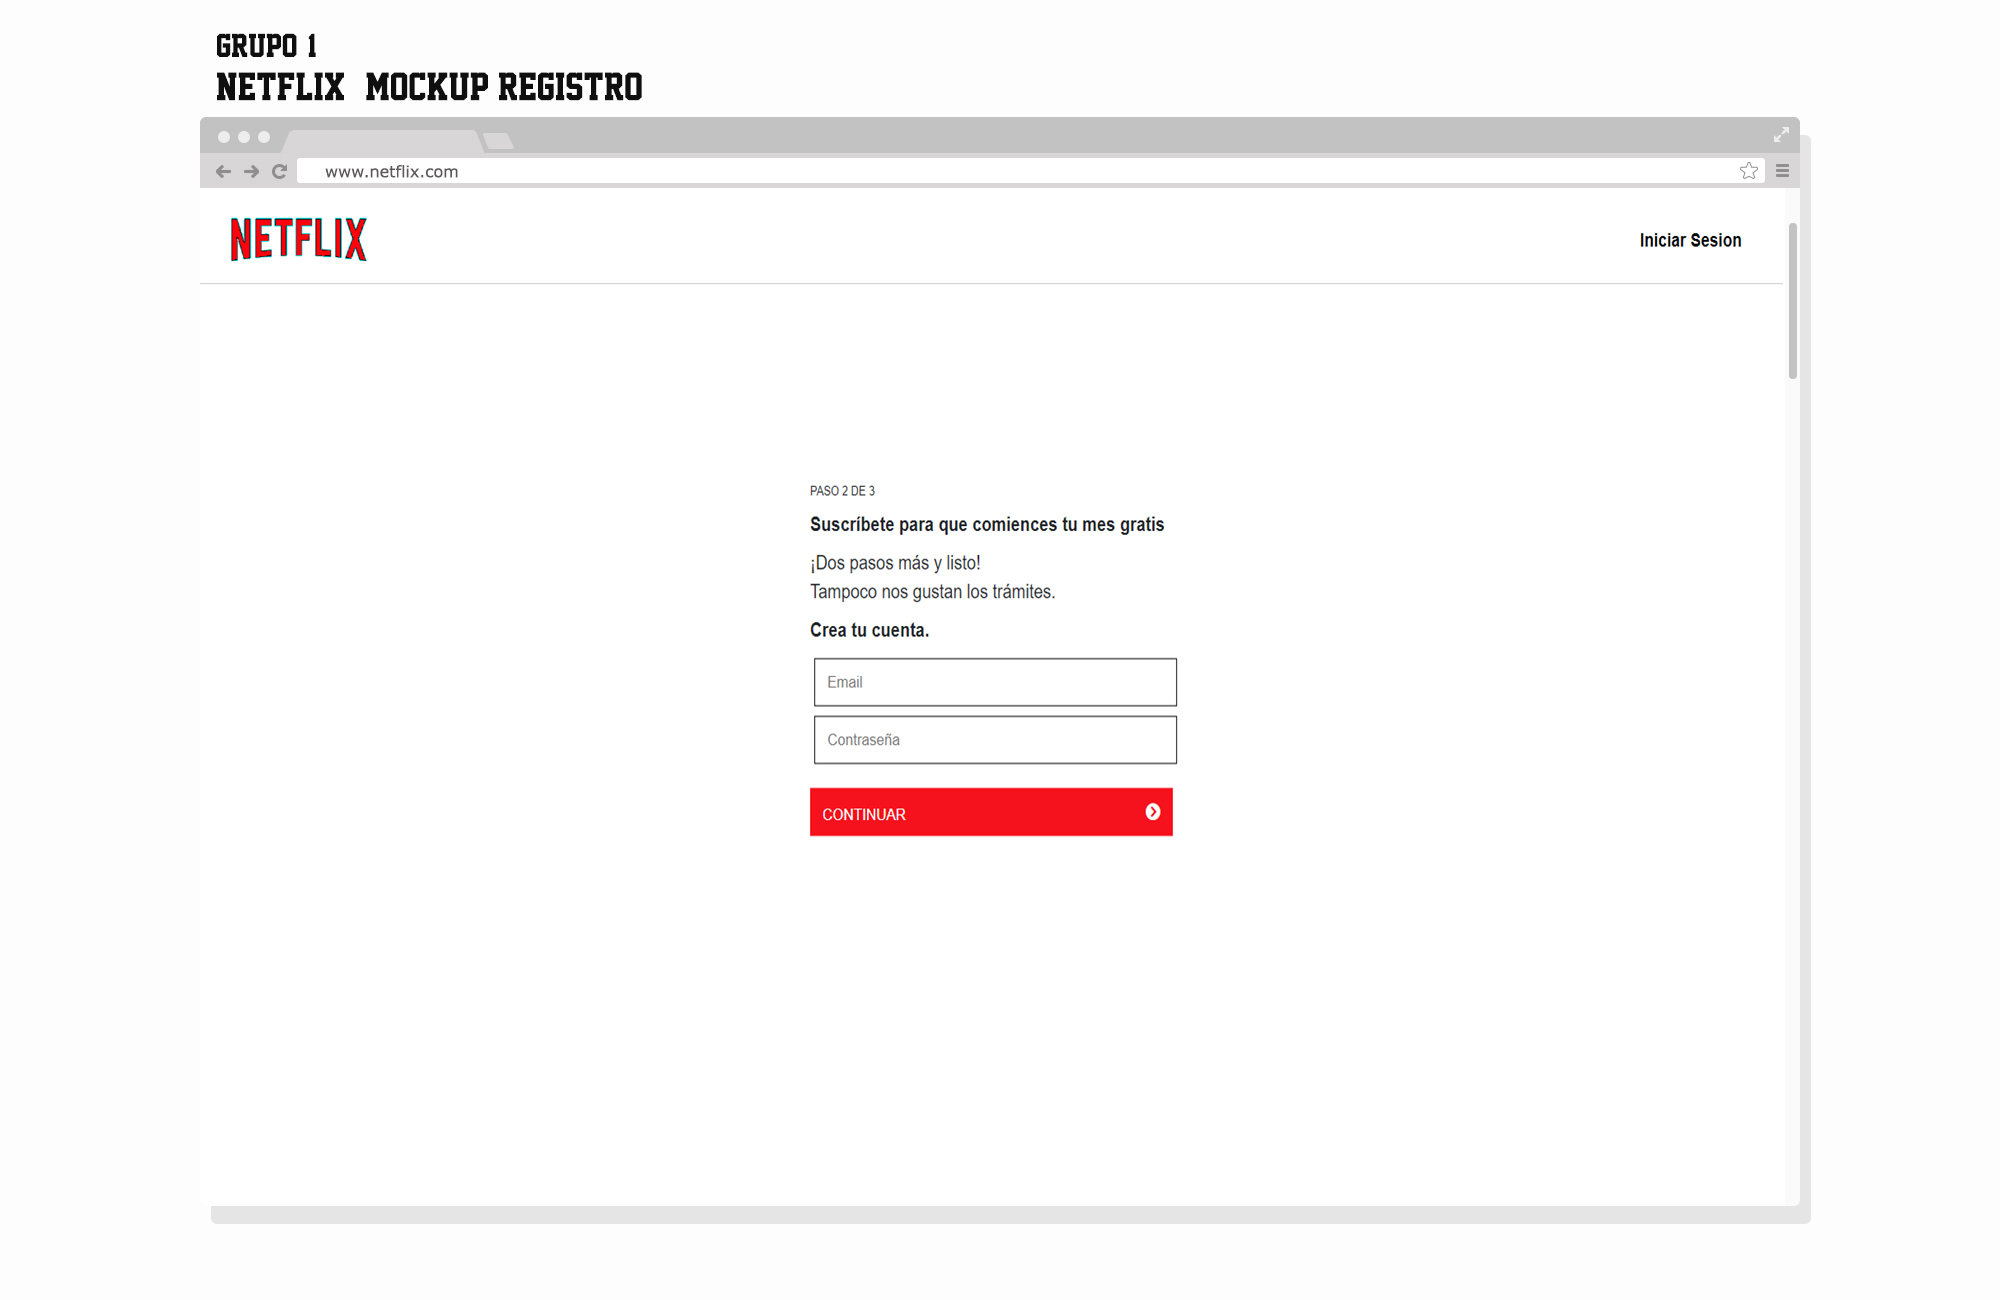 GRUPO 1
NETFLIX MOCKUP REGISTRO
www.netflix.com
NETFLIX
Iniciar Sesion
PASO 2 DE 3
Suscríbete para que comiences tu mes gratis
¡Dos pasos más y listo!
Tampoco nos gustan los trámites.
Crea tu cuenta.
Email
Contraseña
CONTINUAR